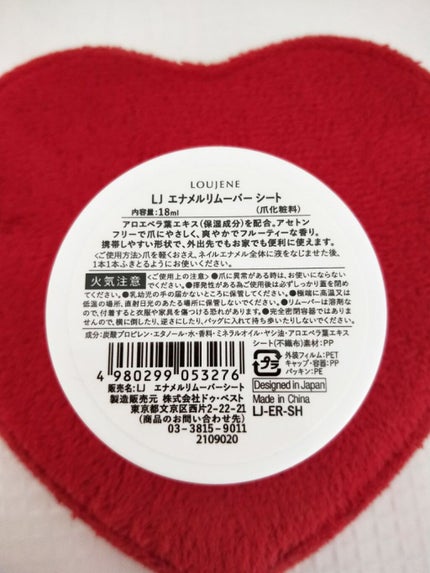 LOUJENE
LJ エナメルリムーバー シート
内容量:18ml (爪化粧料)
アロエベラ葉エキス(保湿成分)を配合。アセトン
フリーで爪にやさしく、爽やかでフルーティーな香り。
携帯しやすい形状で、外出先でもお家でも便利に使えます。
<ご使用方法>爪を軽くおさえ、ネイルエナメル全体に液をなじませた後、
1本1本ふきとるようにお使いください。
火気注意
<ご使用上の注意>●爪に異常がある時は、お使いにならない
でください。●揮発性がある為ご使用後は必ずしっかり蓋を閉めて
ください。●乳幼児の手の届かないところに保管してください。●極端に高温又は
低温の場所、直射日光のあたる場所には保管しないでください。●リムーバーは溶剤な
ので、付着すると衣服や家具を傷つける恐れがあります。●完全密閉容器ではあ
りませんので、横に倒したり、逆さにしたり、バッグに入れて持ち歩いたりしないでください。
成分:炭酸プロピレン・エタノール・水・香料・ミネラルオイル・ヤシ油・アロエベラ葉エキス
シート(不織布)素材:PP
プラ
外装フィルム:PET
キャップ・容器:PP
パッキン:PE
4 980299 053276
販売名:LJ エナメルリムーバーシート
製造販売元 株式会社ドゥ・ベスト
東京都文京区西片2-22-21
(商品のお問い合わせ先)
03-3815-9011
2109020
Designed in Japan
Made in China
LJ-ER-SH